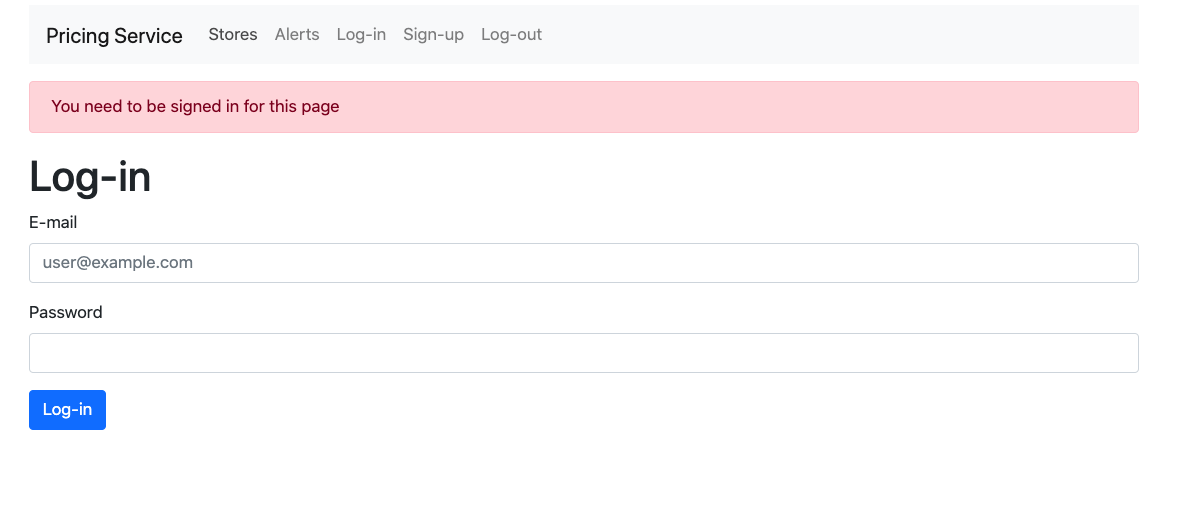 Pricing Service Stores Alerts Log-in Sign-up Log-out
You need to be signed in for this page
Log-in
E-mail
user@example.com
Password
Log-in